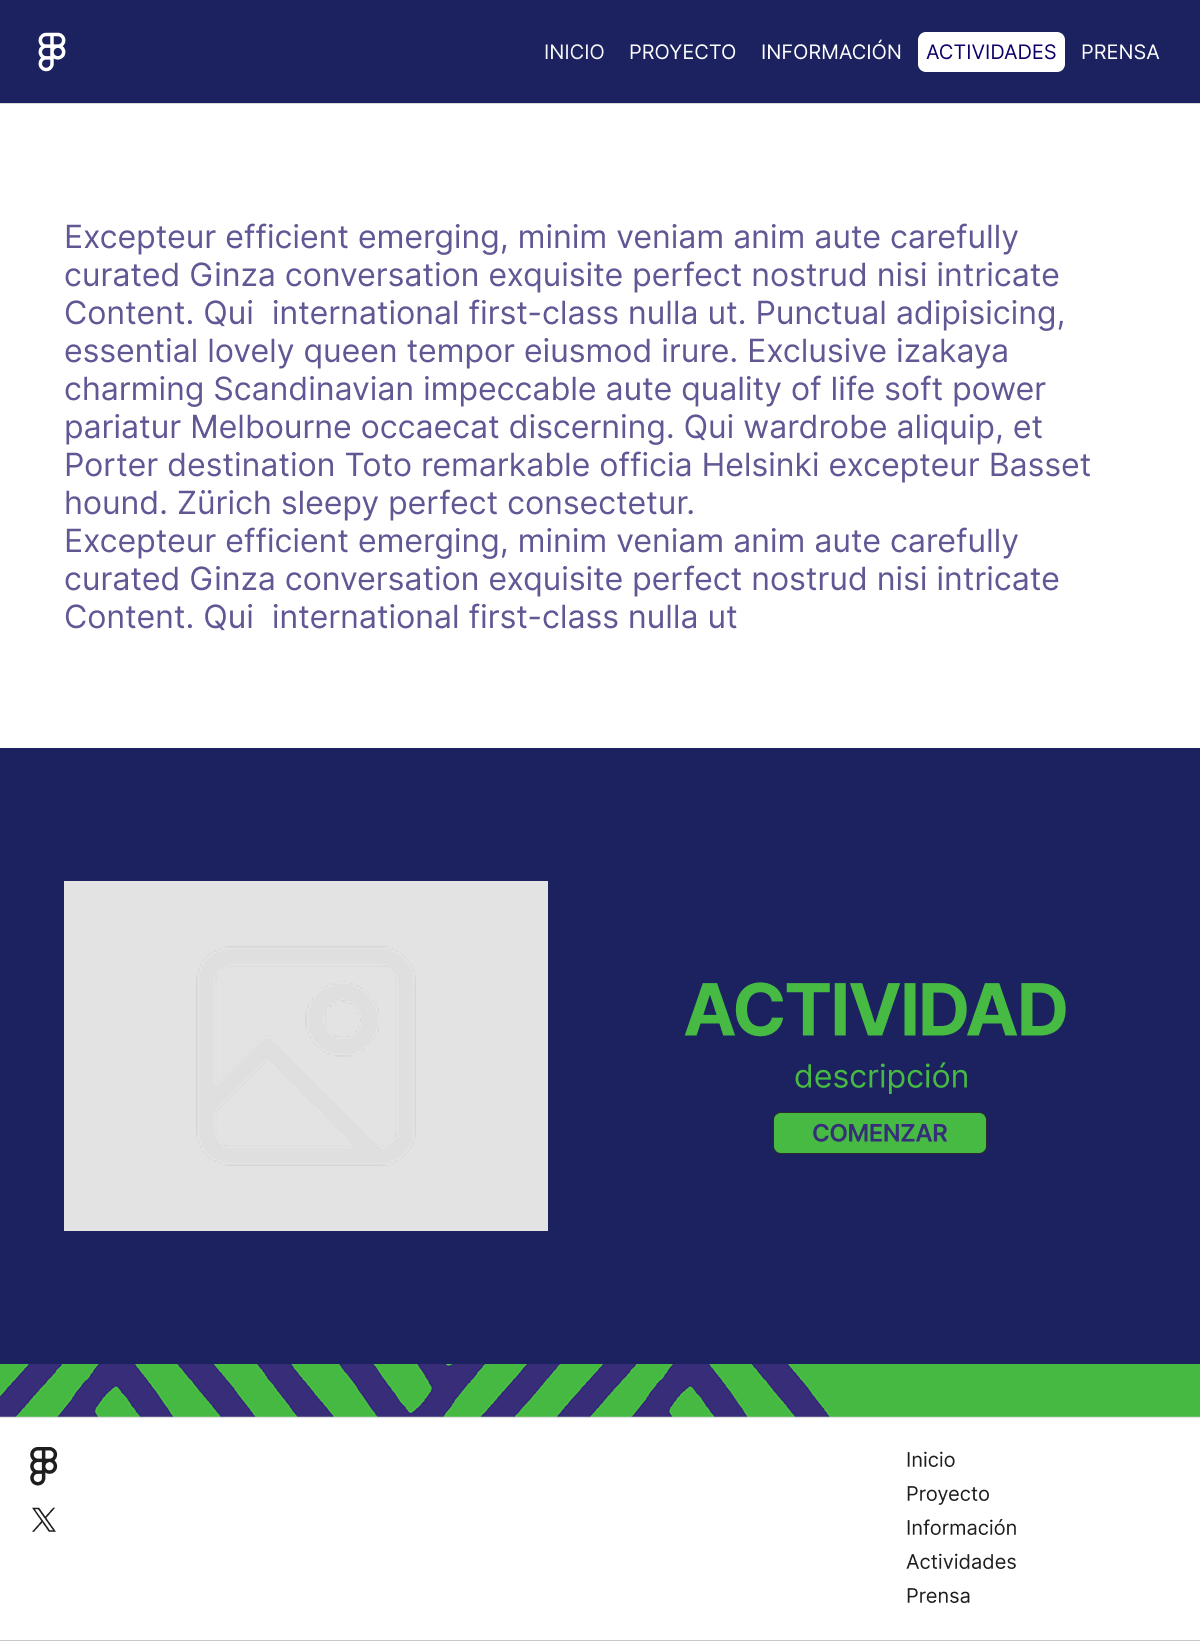 INICIO PROYECTO INFORMACIÓN ACTIVIDADES PRENSA
Excepteur efficient emerging, minim veniam anim aute carefully
curated Ginza conversation exquisite perfect nostrud nisi intricate
Content. Qui  international first-class nulla ut. Punctual adipisicing,
essential lovely queen tempor eiusmod irure. Exclusive izakaya
charming Scandinavian impeccable aute quality of life soft power
pariatur Melbourne occaecat discerning. Qui wardrobe aliquip, et
Porter destination Toto remarkable officia Helsinki excepteur Basset
hound. Zürich sleepy perfect consectetur.
Excepteur efficient emerging, minim veniam anim aute carefully
curated Ginza conversation exquisite perfect nostrud nisi intricate
Content. Qui  international first-class nulla ut
ACTIVIDAD
descripción
COMENZAR
Inicio
Proyecto
Información
Actividades
Prensa